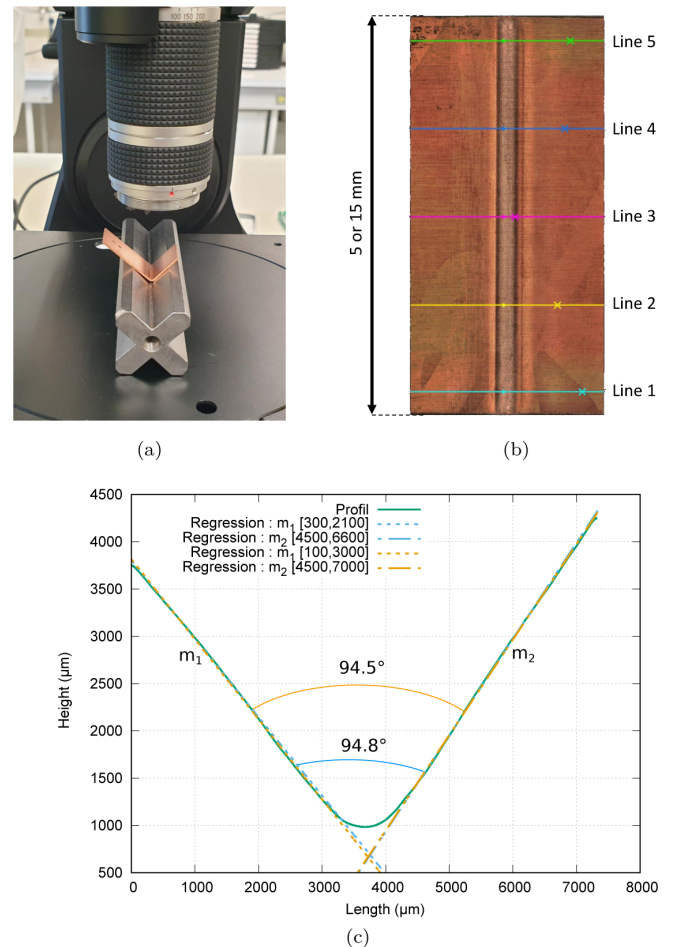 100 150 200
Line 5
Line 4
5 or 15 mm
Line 3
Line 2
Line 1
(a)
(b)
4500
4000
3500
3000
2500
2000
1500
1000
500
Height (µm)
Profil
Regression : m1 [300,2100]
Regression : m2 [4500,6600]
Regression : m1 [100,3000]
Regression : m2 [4500,7000]
m1
m2
94.5°
94.8°
0 1000 2000 3000 4000 5000 6000 7000 8000
Length (µm)
(c)